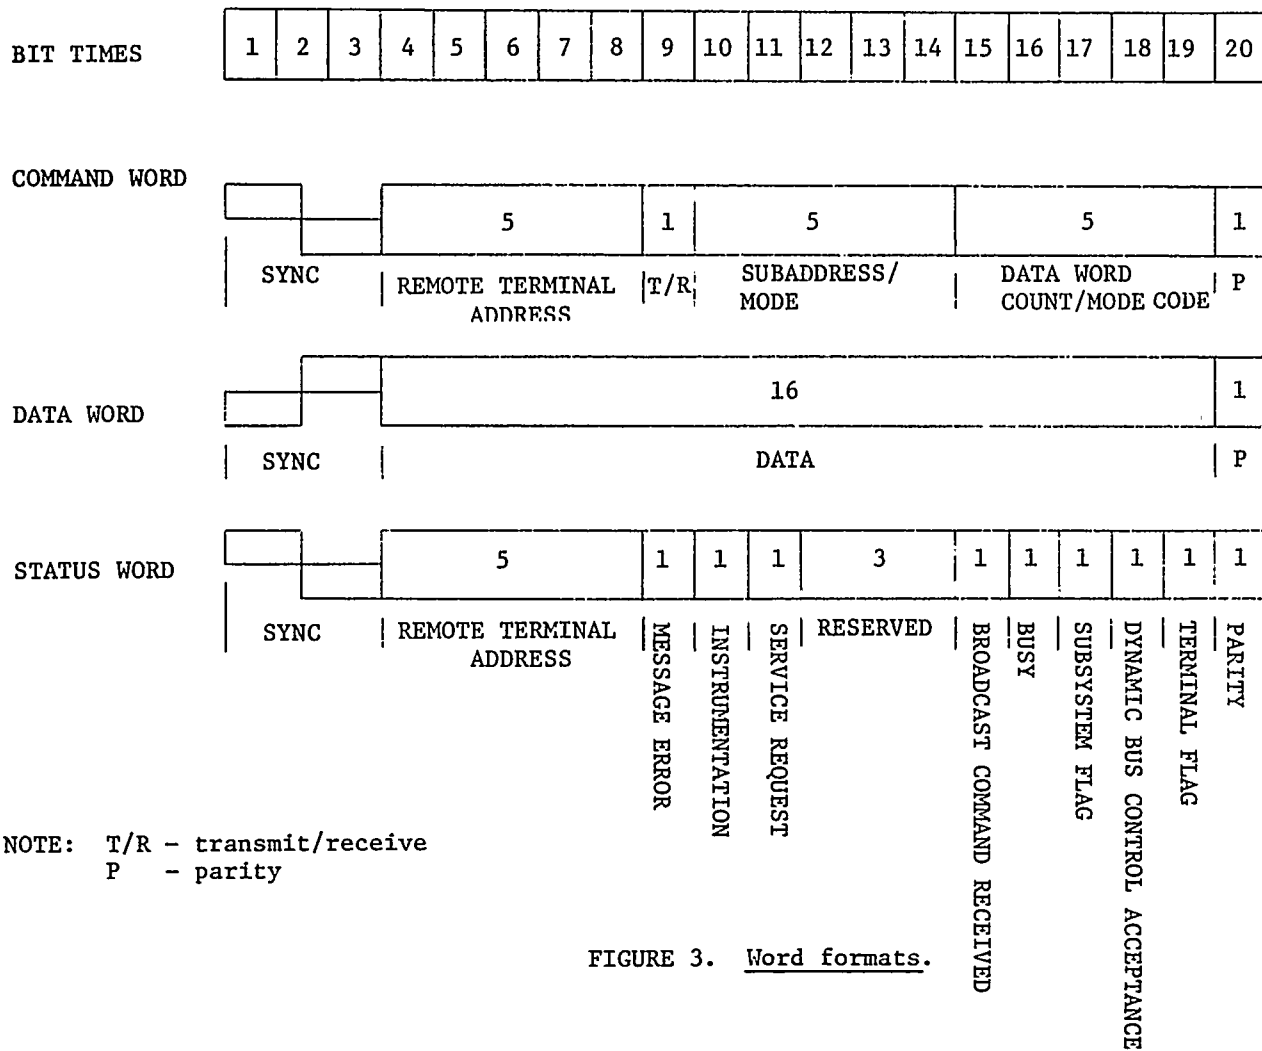 BIT TIMES 1 2 3 4 5 6 7 8 9 10 11 12 13 14 15 16 17 18 19 20
COMMAND WORD
5 1 5 5 1
SYNC
REMOTE TERMINAL
ADDRESS
T/R
SUBADDRESS/
MODE
DATA WORD
COUNT/MODE CODE
P
DATA WORD
16 1
SYNC DATA P
STATUS WORD
5 1 1 1 3 1 1 1 1 1 1
SYNC
REMOTE TERMINAL
ADDRESS
MESSAGE ERROR
INSTRUMENTATION
SERVICE REQUEST
RESERVED
BROADCAST COMMAND RECEIVED
BUSY
SUBSYSTEM FLAG
DYNAMIC BUS CONTROL ACCEPTANCE
TERMINAL FLAG
PARITY
NOTE: T/R - transmit/receive
P - parity
FIGURE 3. Word formats.